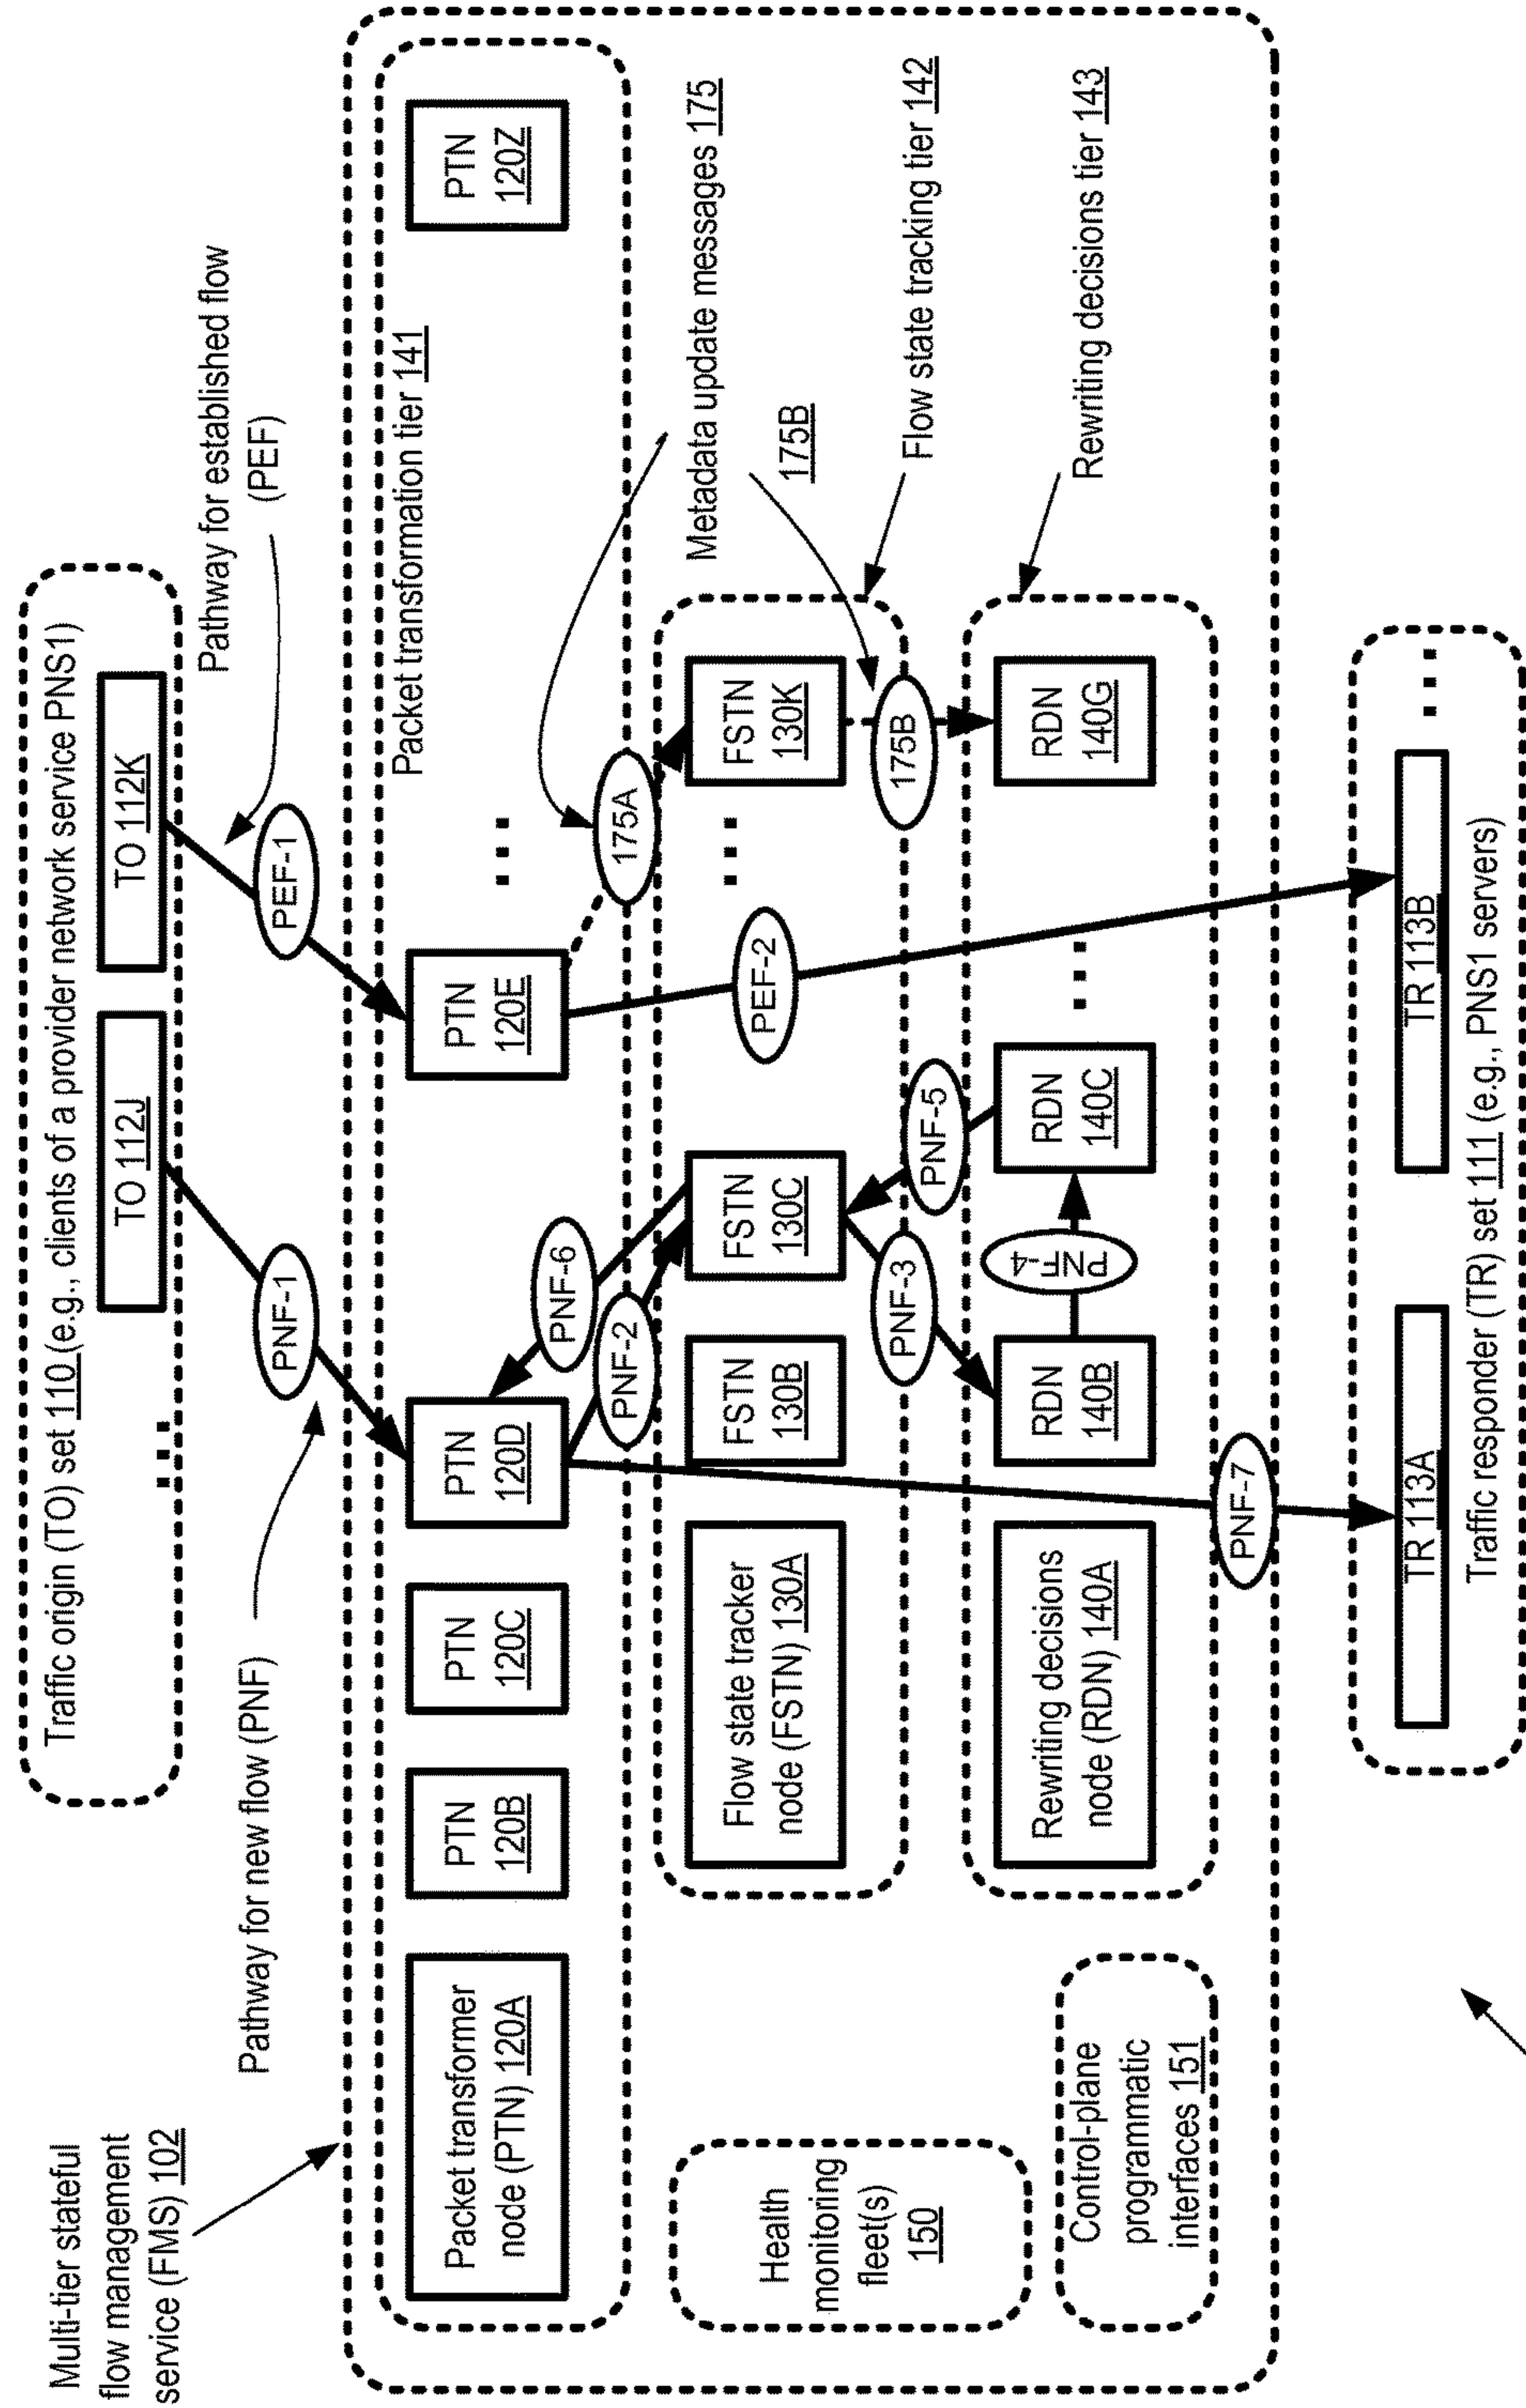 Multi-tier stateful
flow management
service (FMS) 102
Traffic origin (TO) set 110 (e.g., clients of a provider network service PNS1)
...
TO 112J
TO 112K
Pathway for new flow (PNF)
PNF-1
PEF-1
Pathway for established flow
(PEF)
Packet transformation tier 141
Packet transformer
node (PTN) 120A
PTN
120B
PTN
120C
PTN
120D
PTN
120E
...
PTN
120Z
PNF-6
PNF-2
175A
Metadata update messages 175
175B
Health
monitoring
fleet(s)
150
Flow state tracker
node (FSTN) 130A
FSTN
130B
FSTN
130C
PEF-2
...
FSTN
130K
Flow state tracking tier 142
PNF-3
PNF-5
175B
Rewriting decisions tier 143
Control-plane
programmatic
interfaces 151
Rewriting decisions
node (RDN) 140A
RDN
140B
PNF-4
RDN
140C
...
RDN
140G
PNF-7
TR 113A
TR 113B
...
Traffic responder (TR) set 111 (e.g., PNS1 servers)